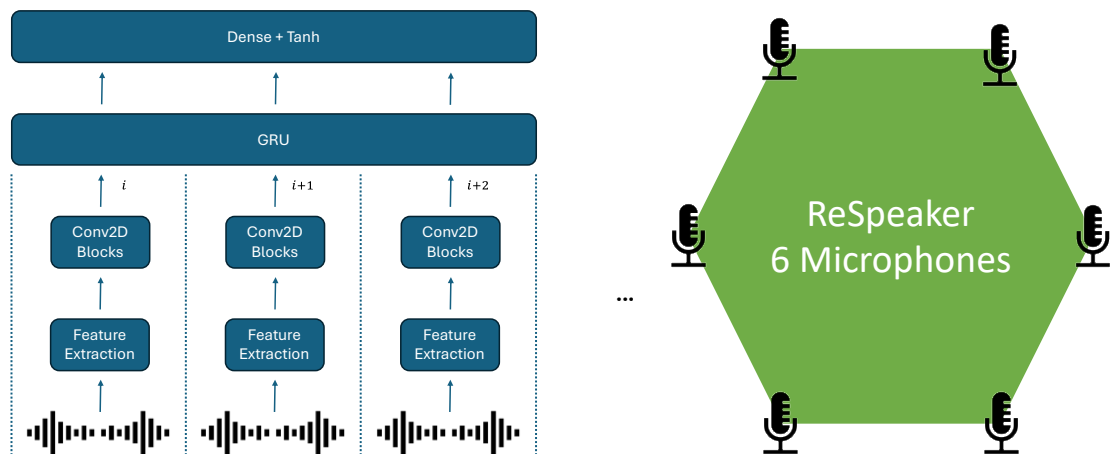 Dense + Tanh
GRU
i
i+1
i+2
Conv2D
Blocks
Conv2D
Blocks
Conv2D
Blocks
Feature
Extraction
Feature
Extraction
Feature
Extraction
...
ReSpeaker
6 Microphones